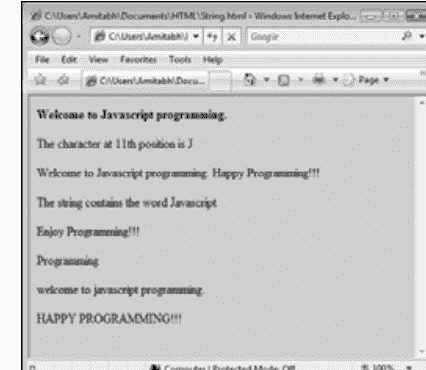 C:\Users\Amitabh\Documents\HTML\String.html - Windows Internet Explo...
C:\Users\Amitabh\J
Google
File Edit View Favorites Tools Help
C:\Users\Amitabh\Docu...
Page
Welcome to Javascript programming.
The character at 11th position is J
Welcome to Javascript programming. Happy Programming!!!
The string contains the word Javascript
Enjoy Programming!!!
Programming
welcome to javascript programming.
HAPPY PROGRAMMING!!!
Computer | Protected Mode: Off
100%